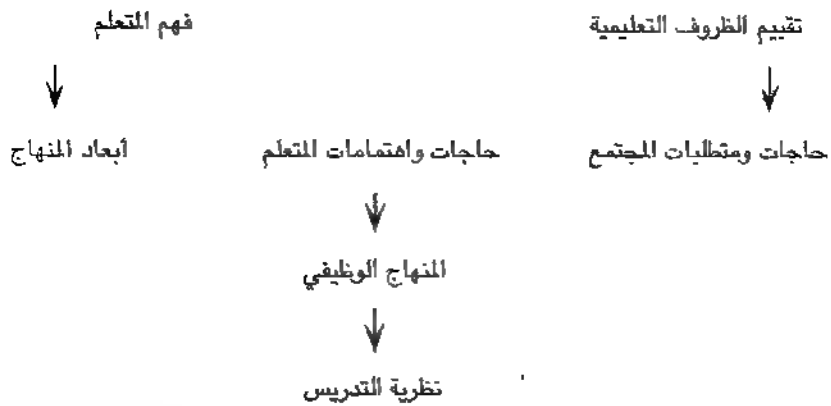 تقييم الظروف التعليمية فهم المتعلم
حاجات ومتطلبات المجتمع حاجات واهتمامات المتعلم أبعاد المنهاج
المنهاج الوظيفي
نظرية التدريس